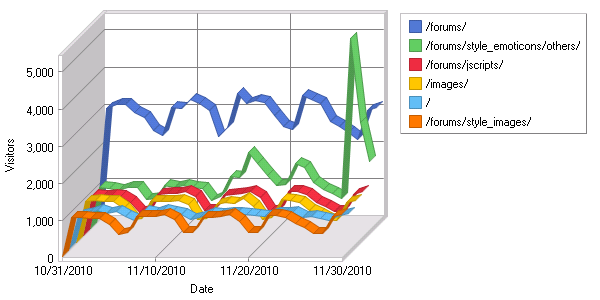 /forums/
/forums/style_emoticons/others/
/forums/jscripts/
/images/
/
/forums/style_images/
5,000
4,000
3,000
2,000
1,000
0
Visitors
10/31/2010 11/10/2010 11/20/2010 11/30/2010
Date